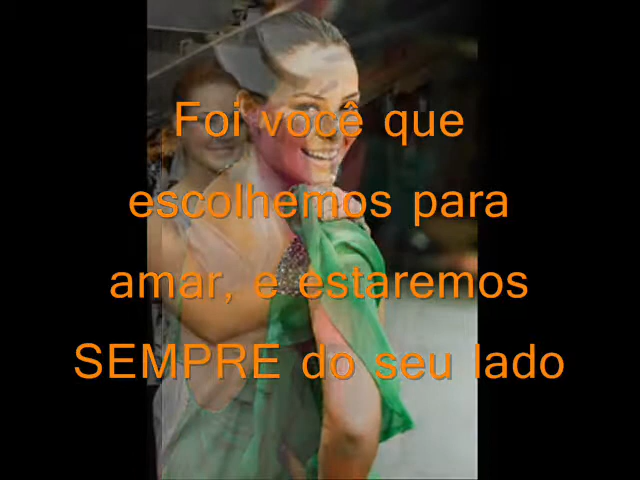 Foi você que
escolhemos para
amar, e estaremos
SEMPRE do seu lado